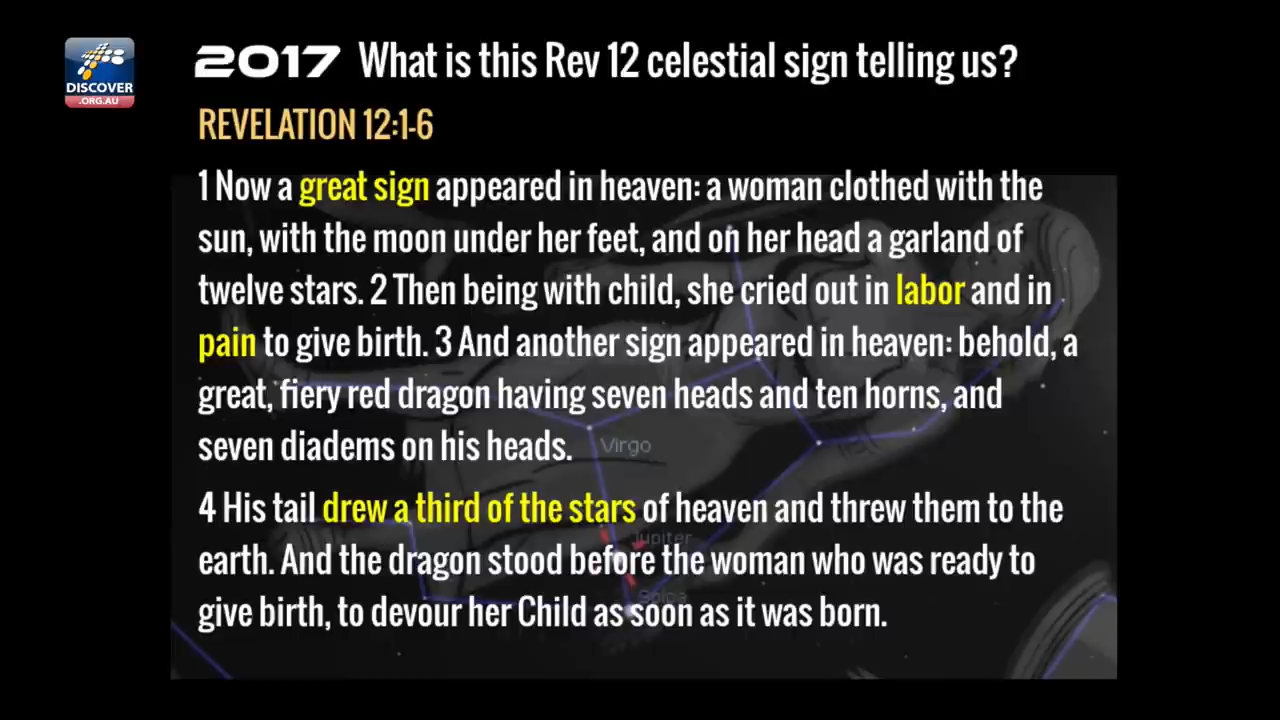 2017 What is this Rev 12 celestial sign telling us?
DISCOVER
.ORG.AU
REVELATION 12:1-6
1 Now a great sign appeared in heaven: a woman clothed with the
sun, with the moon under her feet, and on her head a garland of
twelve stars. 2 Then being with child, she cried out in labor and in
pain to give birth. 3 And another sign appeared in heaven: behold, a
great, fiery red dragon having seven heads and ten horns, and
seven diadems on his heads.
Virgo
4 His tail drew a third of the stars of heaven and threw them to the
Jupiter
earth. And the dragon stood before the woman who was ready to
give birth, to devour her Child as soon as it was born.